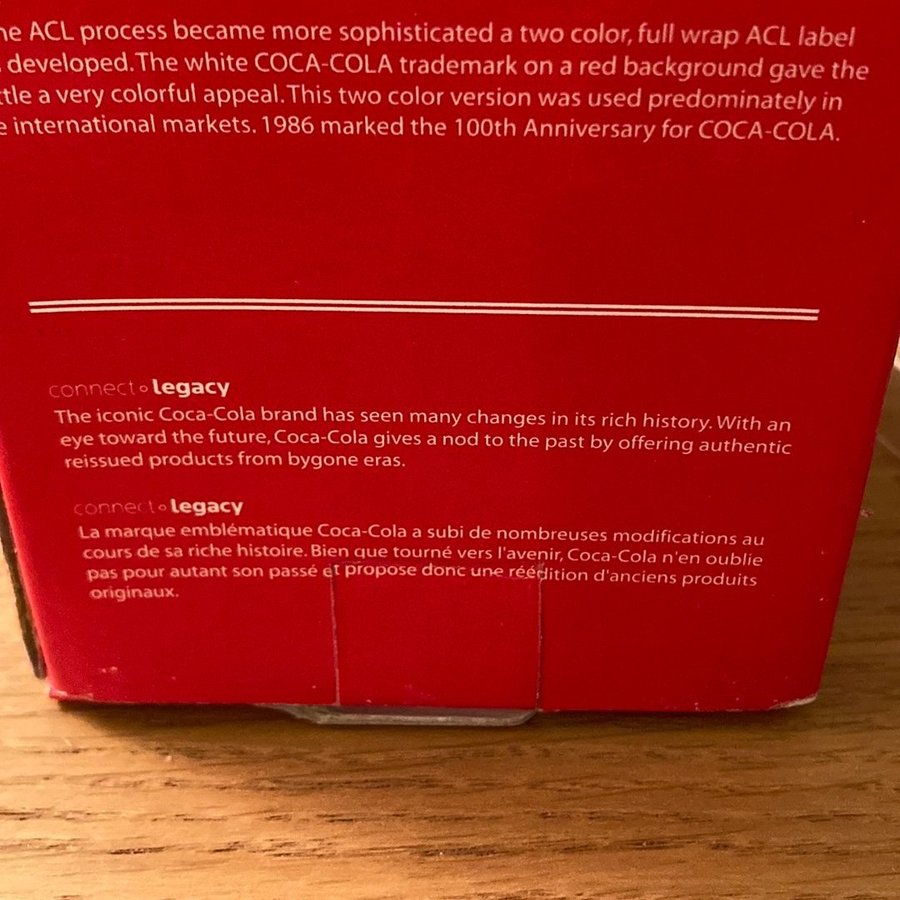 ACL process became more sophisticated a two color, full wrap ACL label
developed. The white COCA-COLA trademark on a red background gave the
a very colorful appeal. This two color version was used predominately in
international markets. 1986 marked the 100th Anniversary for COCA-COLA.
connect legacy
The iconic Coca-Cola brand has seen many changes in its rich history. With an
eye toward the future, Coca-Cola gives a nod to the past by offering authentic
reissued products from bygone eras.
connect legacy
La marque emblématique Coca-Cola a subi de nombreuses modifications au
cours de sa riche histoire. Bien que tourné vers l'avenir, Coca-Cola n'en oublie
pas pour autant son passé et propose donc une réédition d'anciens produits
originaux.